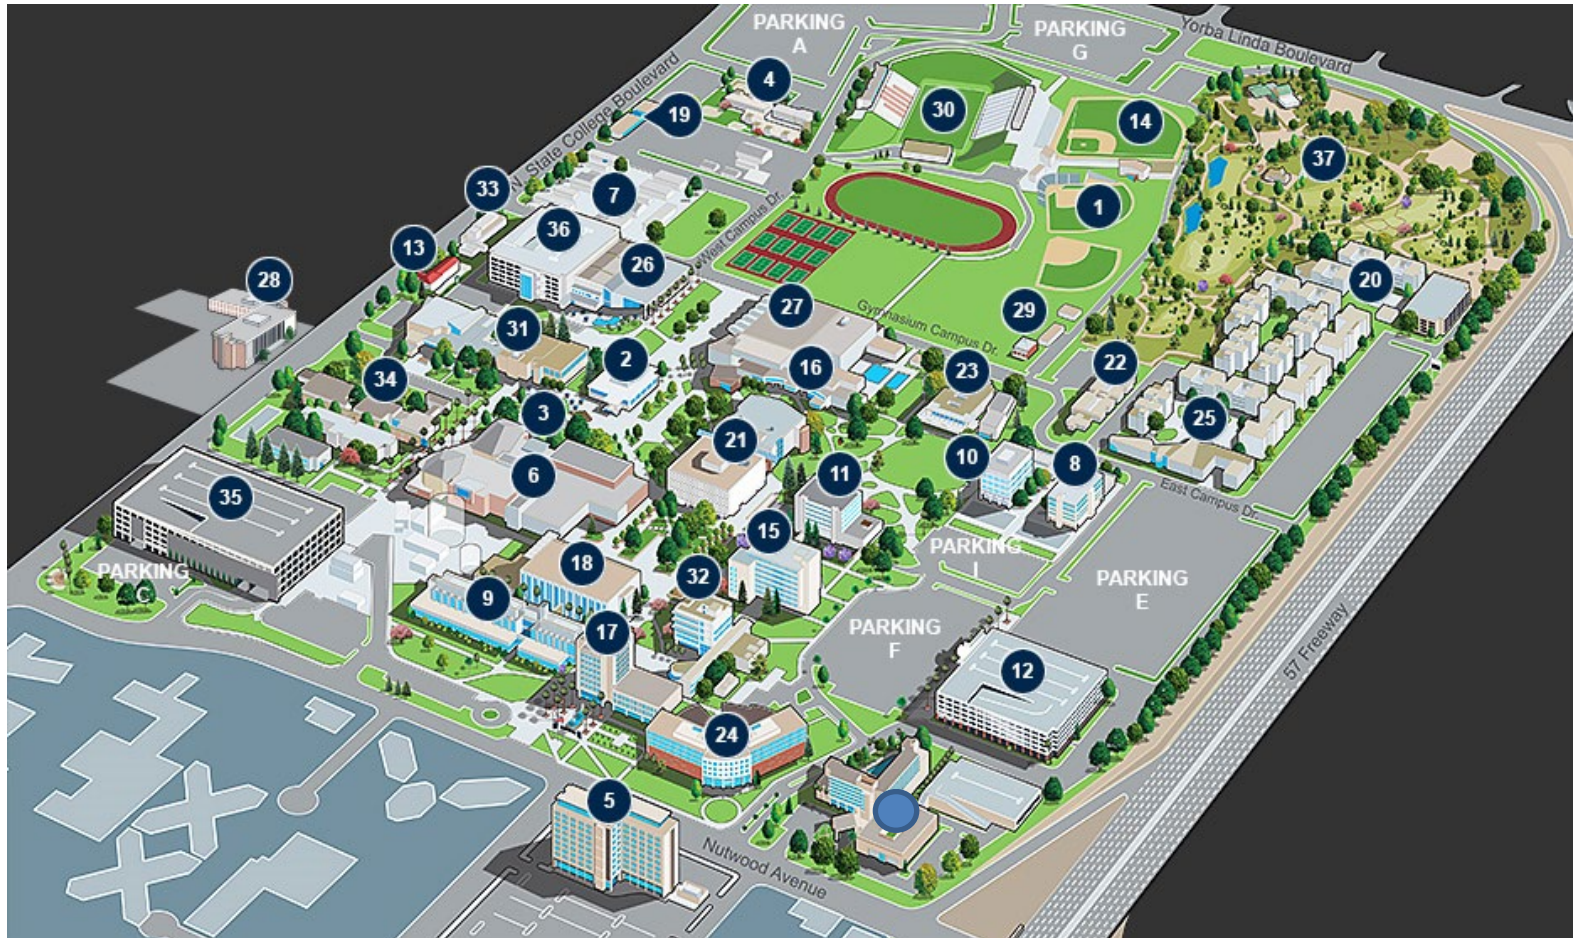 PARKING
A
PARKING
G
Yorba Linda Boulevard
4
19
N. State College Boulevard
30
14
37
33
7
1
36
West Campus Dr.
13
26
28
20
27
Gymnasium Campus Dr.
29
31
2
16
22
34
23
3
25
21
6
11
10
8
35
East Campus Dr.
15
PARKING
I
PARKING
C
18
32
PARKING
E
9
17
PARKING
F
57 Freeway
12
24
5
Nutwood Avenue